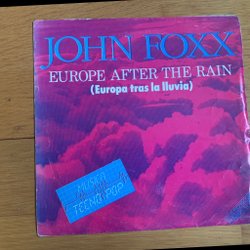 JOHN FOXX
EUROPE AFTER THE RAIN
(Europa tras la lluvia)
MUSICA
TECNO-POP